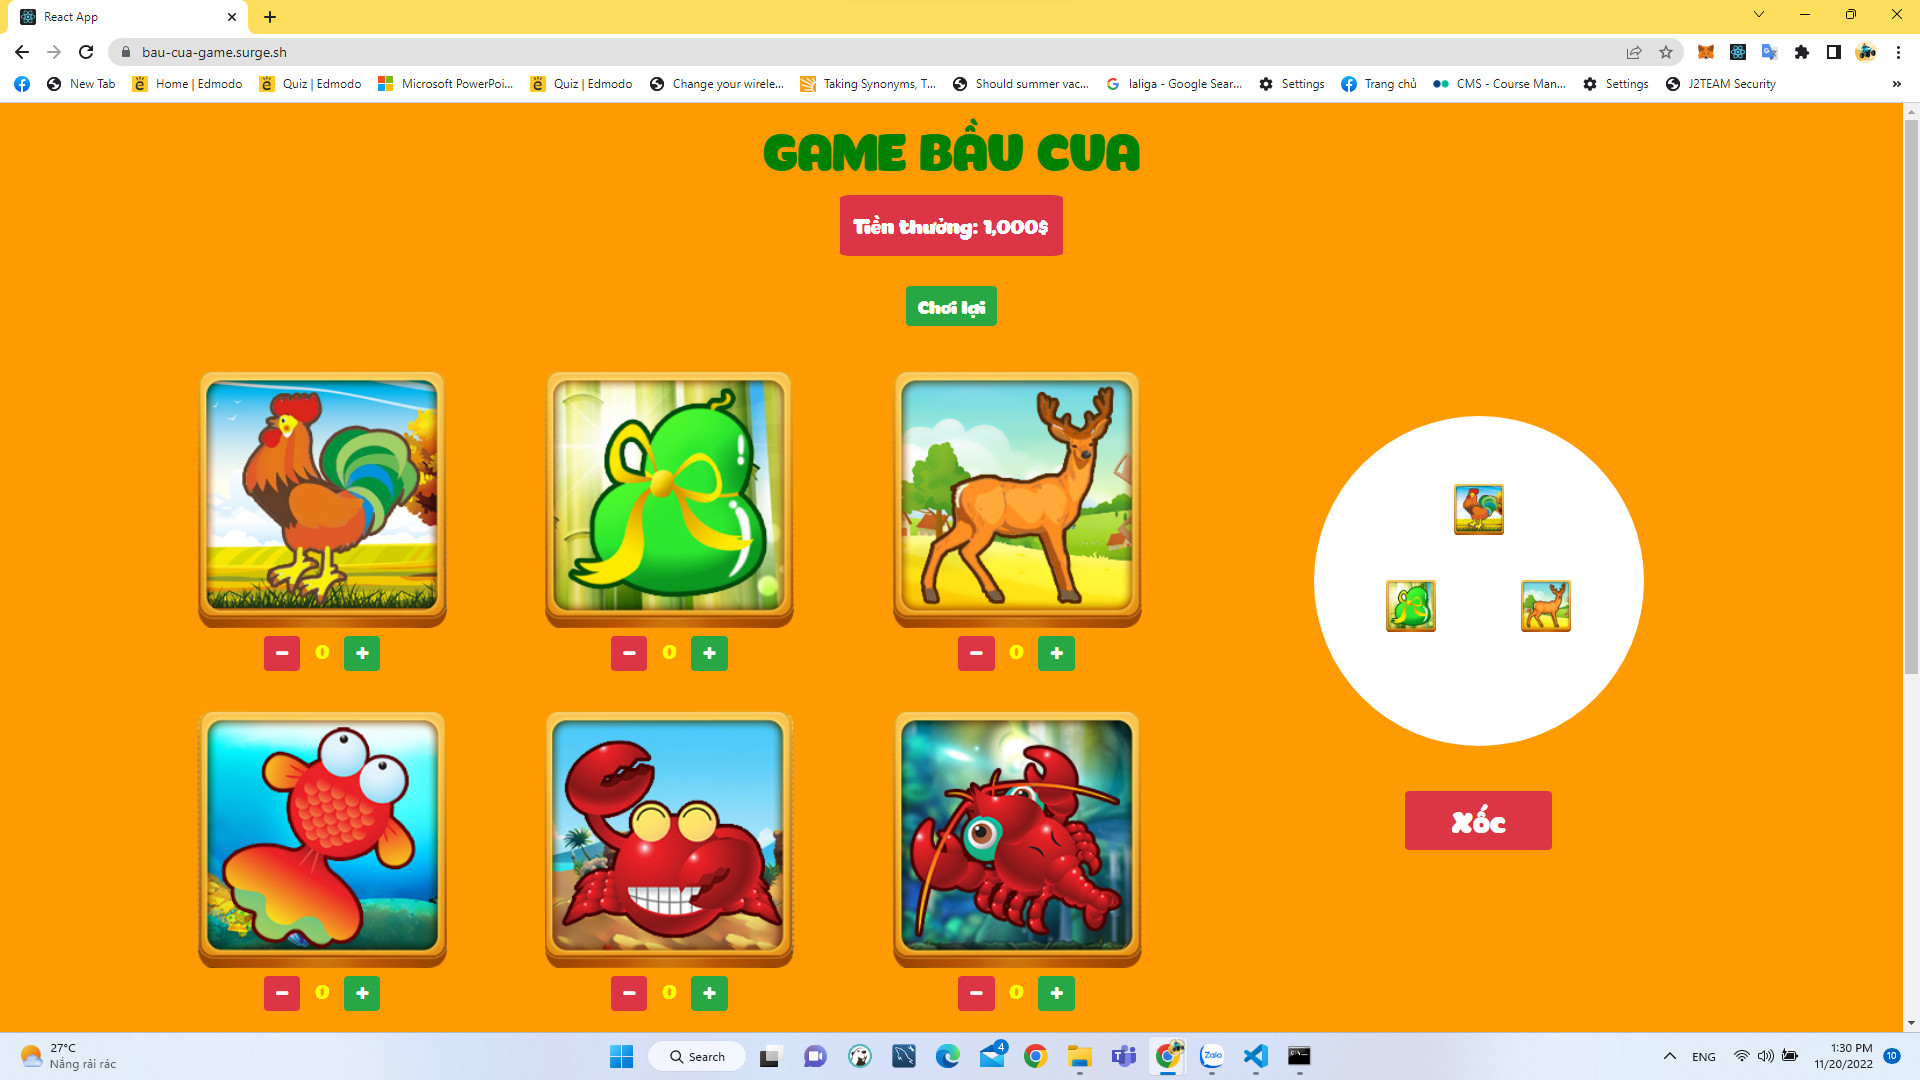 React App
bau-cua-game.surge.sh
New Tab
Home | Edmodo
Quiz | Edmodo
Microsoft PowerPoi...
Quiz | Edmodo
Change your wirele...
Taking Synonyms, T...
Should summer vac...
laliga - Google Sear...
Settings
Trang chủ
CMS - Course Man...
Settings
J2TEAM Security
GAME BẦU CUA
Tiền thưởng: 1,000$
Chơi lại
- 0 +
- 0 +
- 0 +
Xốc
- 0 +
- 0 +
- 0 +
27°C
Nắng rải rác
Search
4
Zalo
ENG
1:30 PM
11/20/2022
10